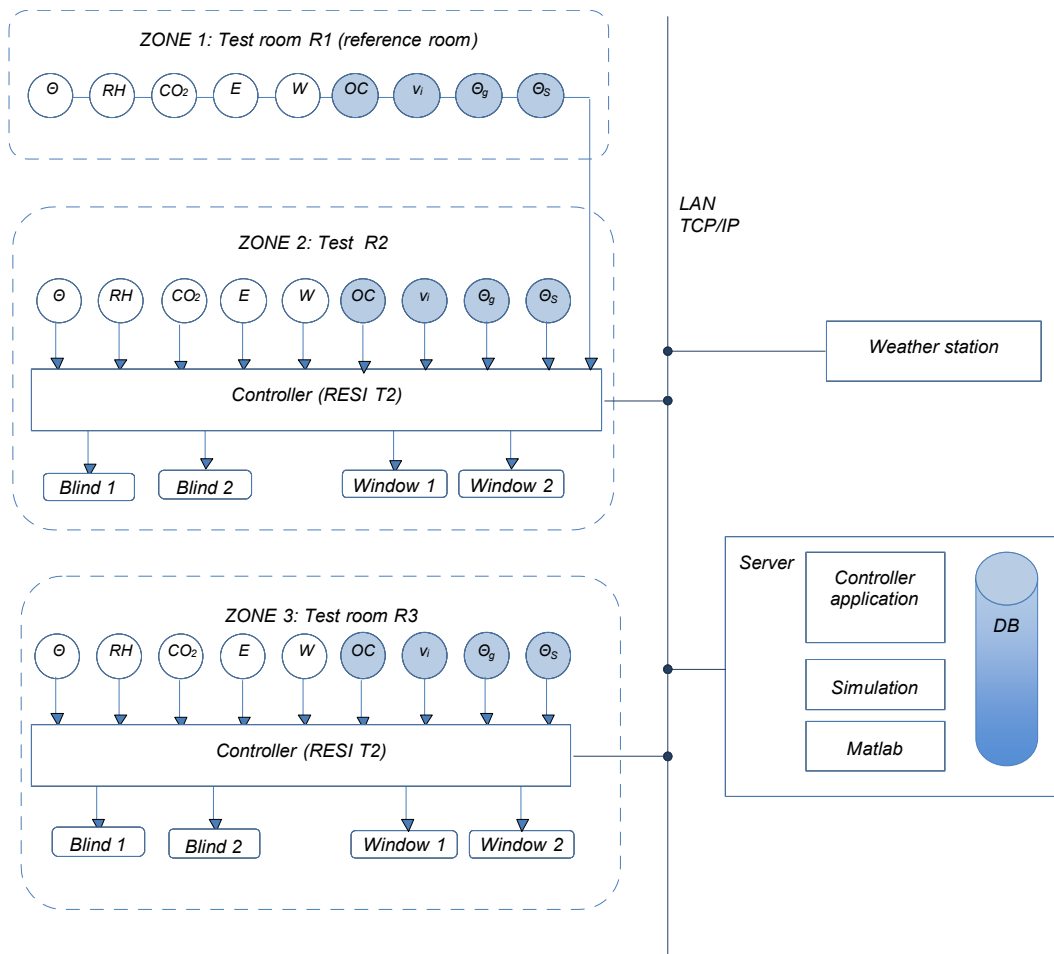 ZONE 1: Test room R1 (reference room)
Θ RH CO₂ E W OC vᵢ Θg ΘS
LAN
TCP/IP
ZONE 2: Test R2
Θ RH CO₂ E W OC vᵢ Θg ΘS
Controller (RESI T2)
Blind 1 Blind 2 Window 1 Window 2
Weather station
Server
Controller
application
Simulation
Matlab
DB
ZONE 3: Test room R3
Θ RH CO₂ E W OC vᵢ Θg ΘS
Controller (RESI T2)
Blind 1 Blind 2 Window 1 Window 2